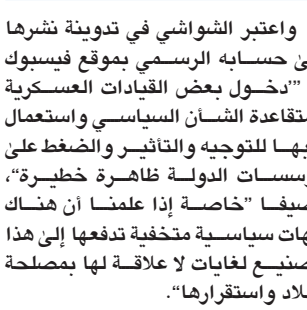 واعتبر الشواشي في تدوينة نشرها
حسابه الرسمي بموقع فيسبوك
"دخول بعض القيادات العسكرية
الشأن السياسي واستعمال
للتوجيه والتأثير والضغط على
الدولة ظاهرة خطيرة"،
"خاصة إذا علمنا أن هناك
سياسية متخفية تدفعها إلى هذا
لغايات لا علاقة لها بمصلحة
واستقرارها".